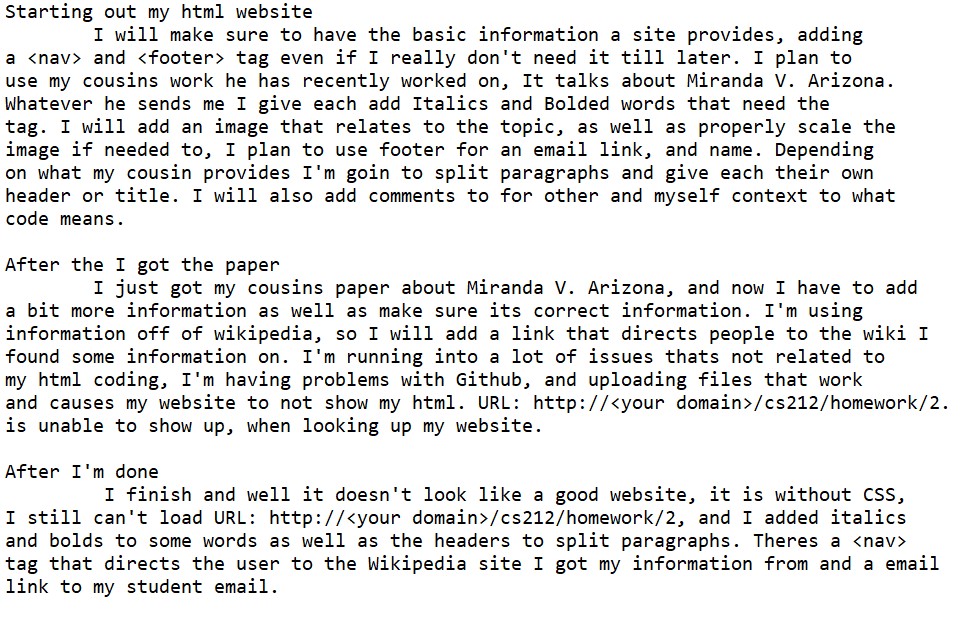 Starting out my html website
I will make sure to have the basic information a site provides, adding
a <nav> and <footer> tag even if I really don't need it till later. I plan to
use my cousins work he has recently worked on, It talks about Miranda V. Arizona.
Whatever he sends me I give each add Italics and Bolded words that need the
tag. I will add an image that relates to the topic, as well as properly scale the
image if needed to, I plan to use footer for an email link, and name. Depending
on what my cousin provides I'm goin to split paragraphs and give each their own
header or title. I will also add comments to for other and myself context to what
code means.
After the I got the paper
I just got my cousins paper about Miranda V. Arizona, and now I have to add
a bit more information as well as make sure its correct information. I'm using
information off of wikipedia, so I will add a link that directs people to the wiki I
found some information on. I'm running into a lot of issues thats not related to
my html coding, I'm having problems with Github, and uploading files that work
and causes my website to not show my html. URL: http://<your domain>/cs212/homework/2.
is unable to show up, when looking up my website.
After I'm done
I finish and well it doesn't look like a good website, it is without CSS,
I still can't load URL: http://<your domain>/cs212/homework/2, and I added italics
and bolds to some words as well as the headers to split paragraphs. Theres a <nav>
tag that directs the user to the Wikipedia site I got my information from and a email
link to my student email.